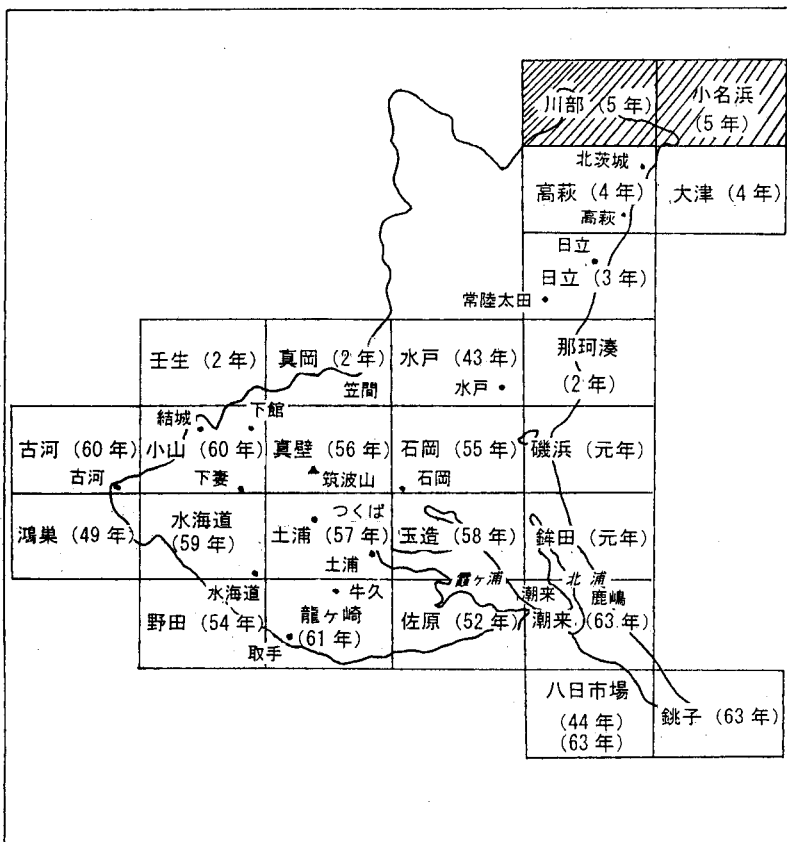 川部（5年）
小名浜
（5年）
北茨城
高萩（4年）
大津（4年）
高萩
日立
日立（3年）
常陸太田
壬生（2年）
真岡（2年）
水戸（43年）
那珂湊
（2年）
笠間
水戸
結城
下館
古河（60年）
小山（60年）
真壁（56年）
石岡（55年）
磯浜（元年）
古河
下妻
筑波山
石岡
鴻巣（49年）
水海道
（59年）
つくば
土浦（57年）
玉造（58年）
鉾田（元年）
土浦
霞ヶ浦
北浦
水海道
牛久
潮来
鹿嶋
野田（54年）
龍ヶ崎
（61年）
佐原（52年）
潮来（63年）
取手
八日市場
（44年）
（63年）
銚子（63年）